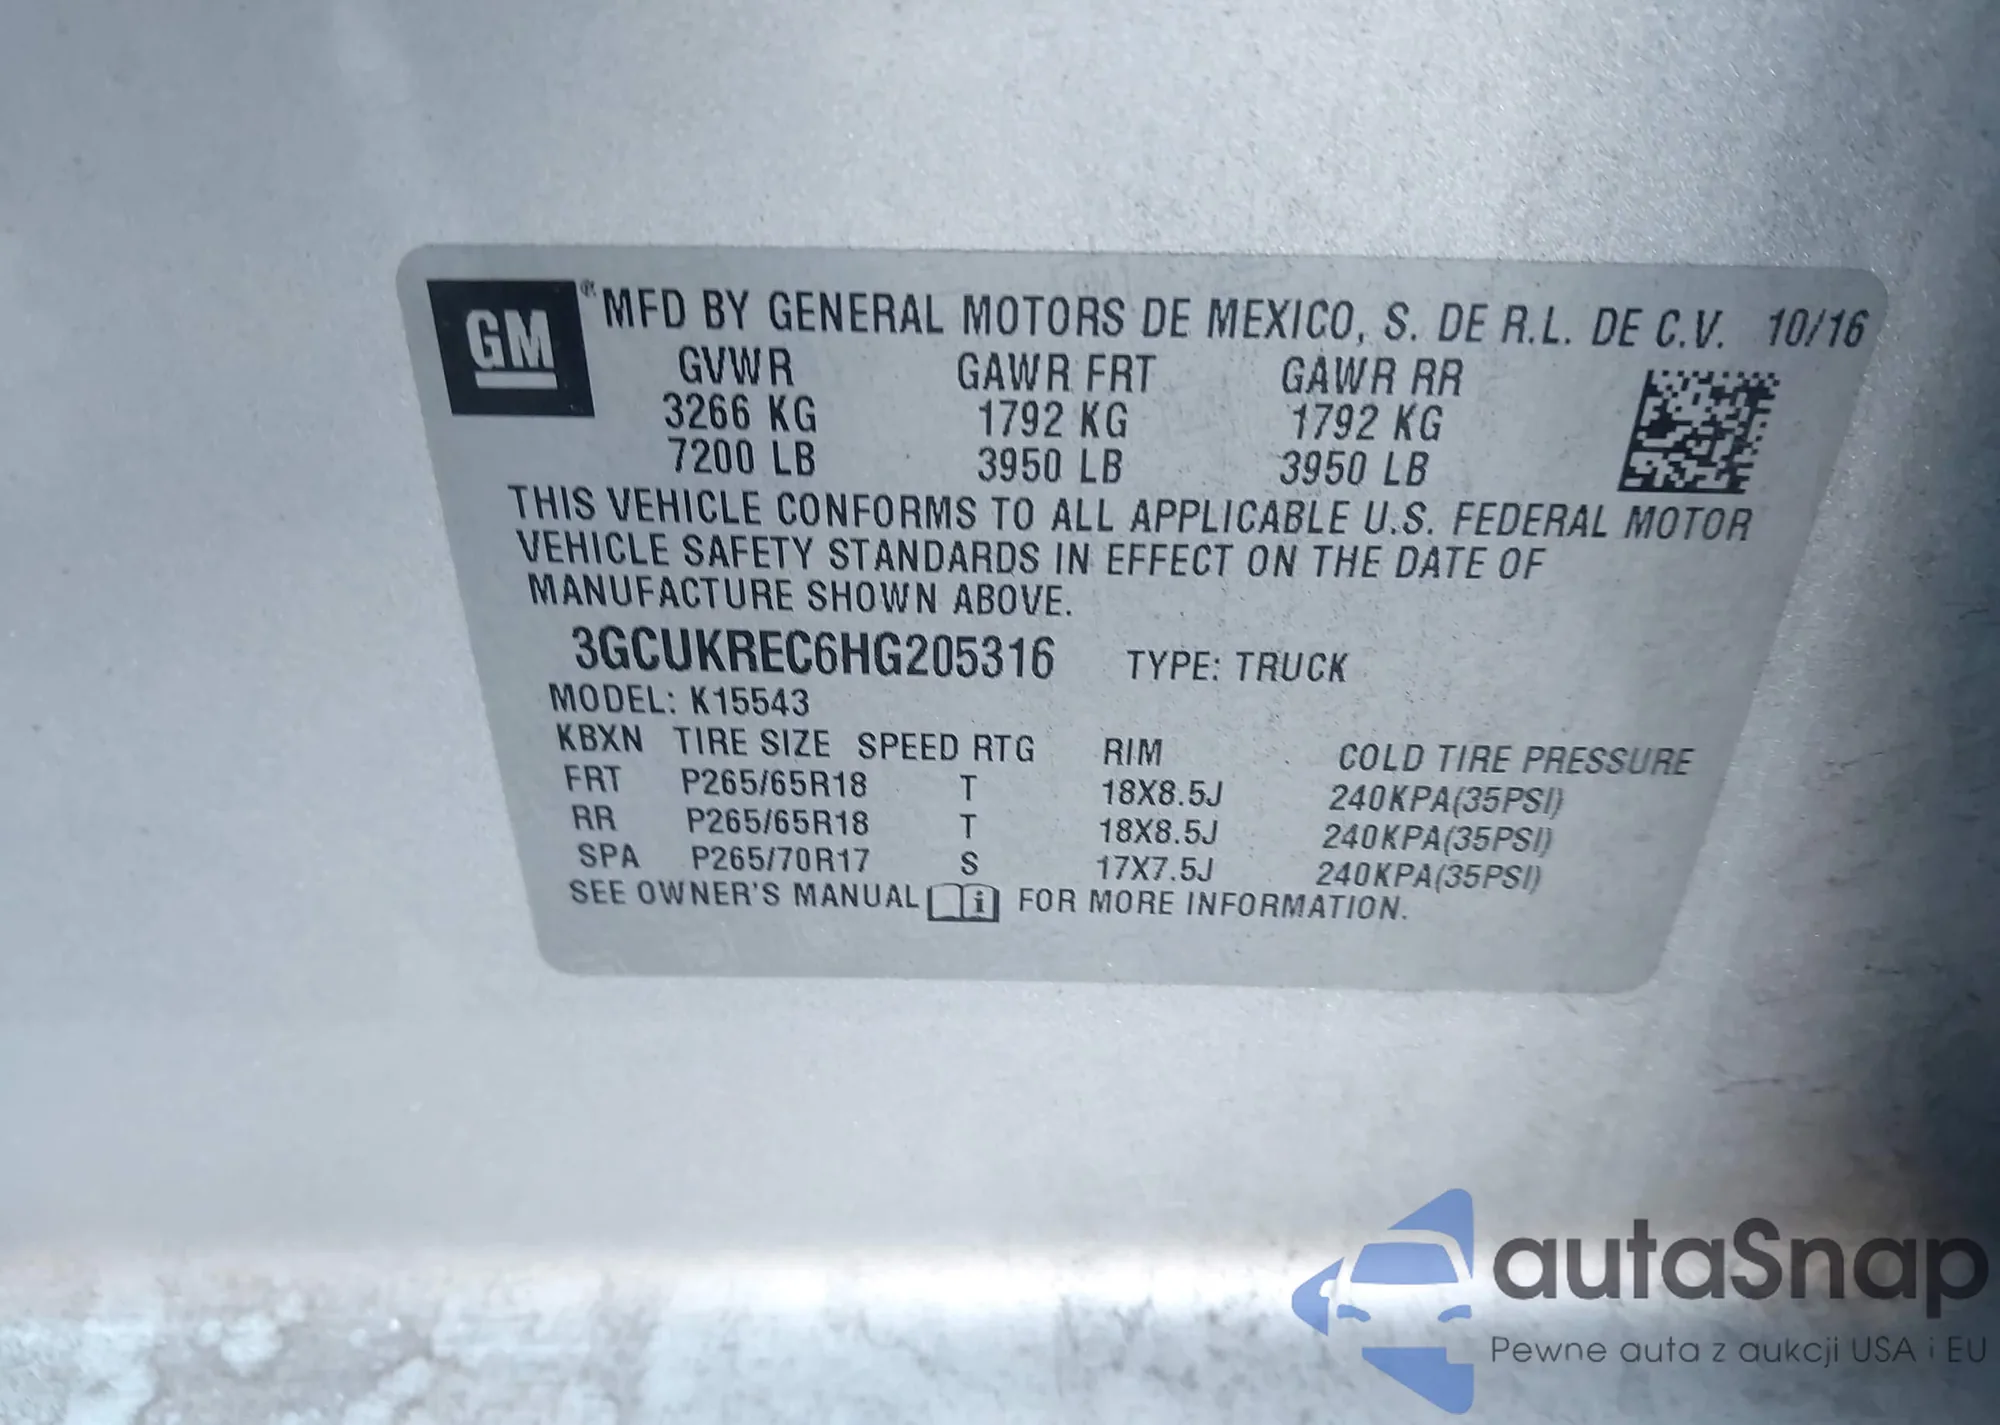 GM ® MFD BY GENERAL MOTORS DE MEXICO, S. DE R.L. DE C.V. 10/16
GVWR GAWR FRT GAWR RR
3266 KG 1792 KG 1792 KG
7200 LB 3950 LB 3950 LB
THIS VEHICLE CONFORMS TO ALL APPLICABLE U.S. FEDERAL MOTOR
VEHICLE SAFETY STANDARDS IN EFFECT ON THE DATE OF
MANUFACTURE SHOWN ABOVE.
3GCUKREC6HG205316 TYPE: TRUCK
MODEL: K15543
KBXN TIRE SIZE SPEED RTG RIM COLD TIRE PRESSURE
FRT P265/65R18 T 18X8.5J 240KPA(35PSI)
RR P265/65R18 T 18X8.5J 240KPA(35PSI)
SPA P265/70R17 S 17X7.5J 240KPA(35PSI)
SEE OWNER'S MANUAL i FOR MORE INFORMATION.
autaSnap
Pewne auta z aukcji USA i EU